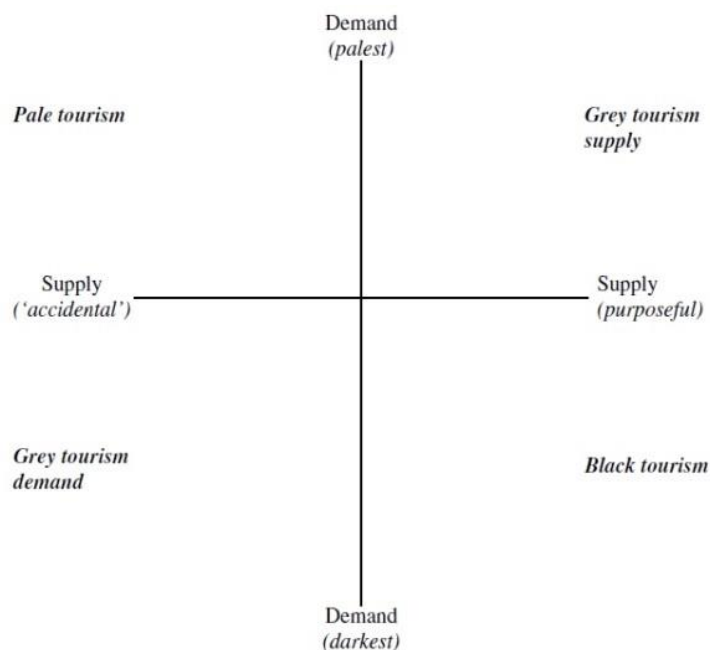 Demand
(palest)
Pale tourism
Grey tourism
supply
Supply
('accidental')
Supply
(purposeful)
Grey tourism
demand
Black tourism
Demand
(darkest)